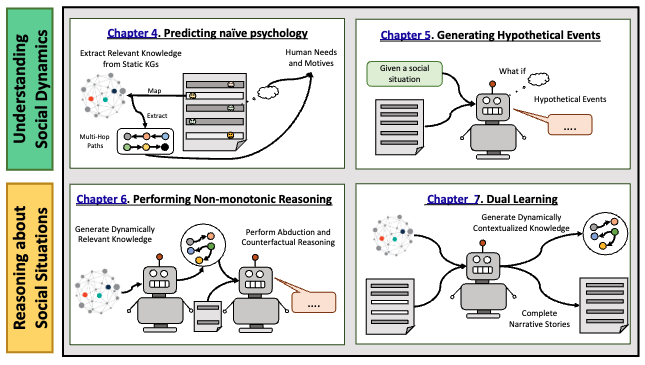 Understanding
Social Dynamics
Chapter 4. Predicting naïve psychology
Extract Relevant Knowledge
from Static KGs
Human Needs
and Motives
Map
Extract
Multi-Hop
Paths
Chapter 5. Generating Hypothetical Events
Given a social
situation
What if
Hypothetical Events
....
Reasoning about
Social Situations
Chapter 6. Performing Non-monotonic Reasoning
Generate Dynamically
Relevant Knowledge
Perform Abduction and
Counterfactual Reasoning
....
Chapter 7. Dual Learning
Generate Dynamically
Contextualized Knowledge
Complete
Narrative Stories